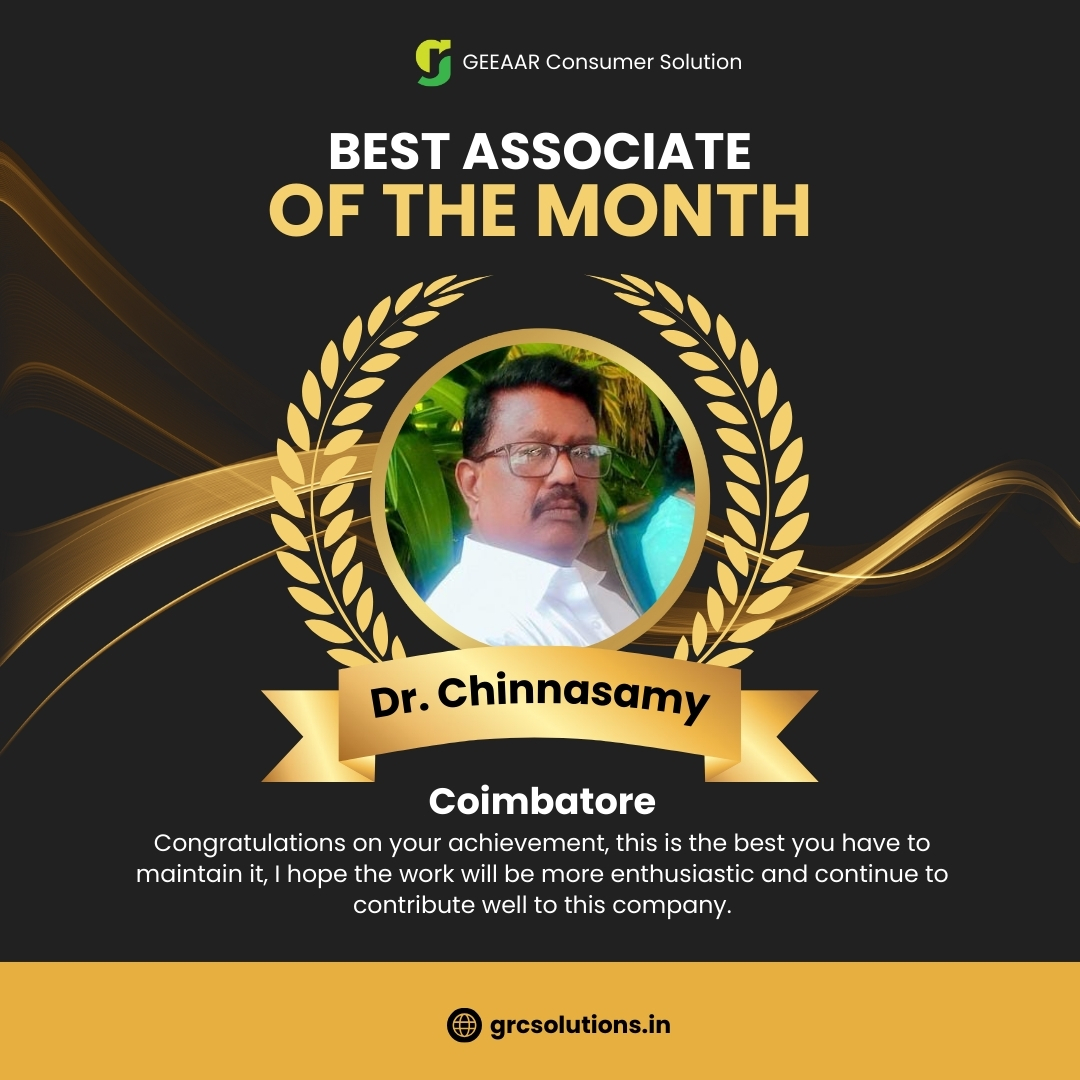 GEEAAR Consumer Solution
BEST ASSOCIATE
OF THE MONTH
Dr. Chinnasamy
Coimbatore
Congratulations on your achievement, this is the best you have to
maintain it, I hope the work will be more enthusiastic and continue to
contribute well to this company.
grcsolutions.in